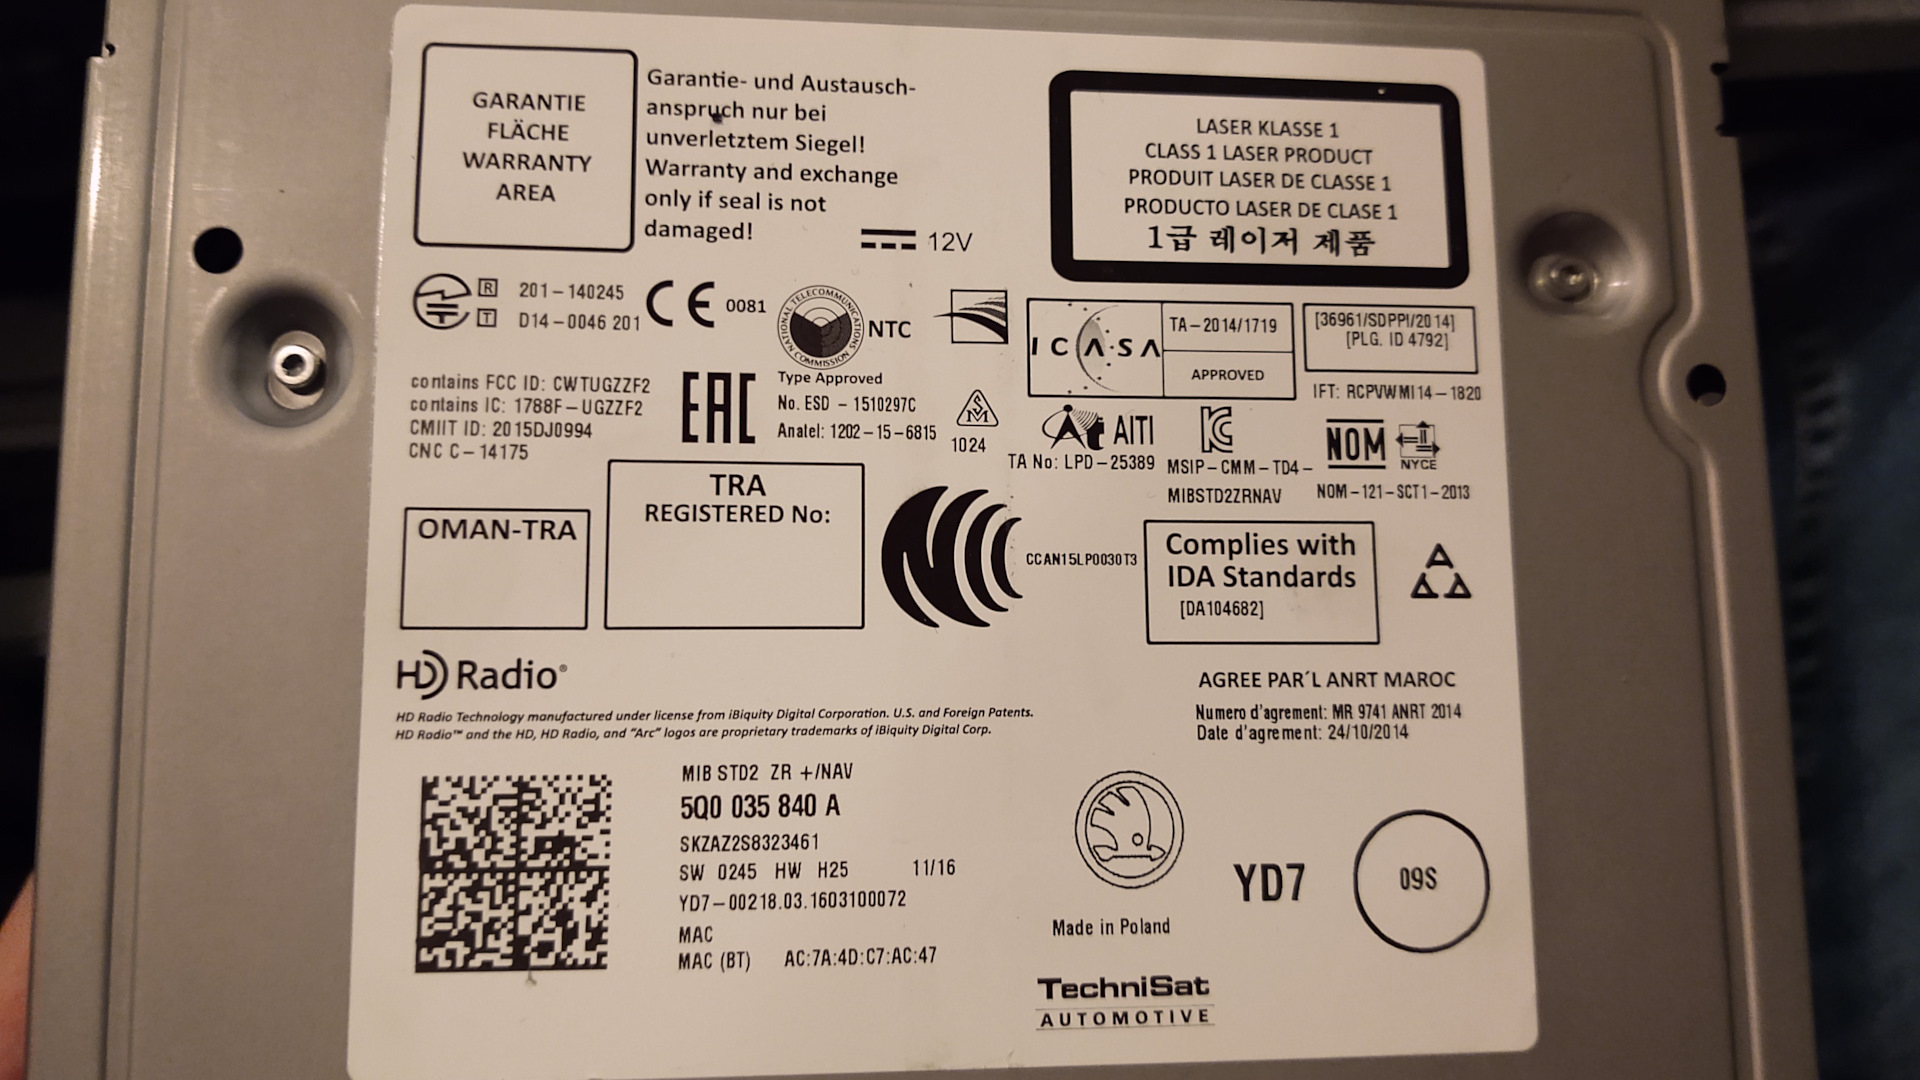 GARANTIE
FLÄCHE
WARRANTY
AREA
Garantie- und Austausch-
anspruch nur bei
unverletztem Siegel!
Warranty and exchange
only if seal is not
damaged!
12V
LASER KLASSE 1
CLASS 1 LASER PRODUCT
PRODUIT LASER DE CLASSE 1
PRODUCTO LASER DE CLASE 1
1급 레이저 제품
R 201-140245
T D14-0046 201
CE 0081
NATIONAL TELECOMMUNICATIONS COMMISSION
NTC
Type Approved
No. ESD - 1510297C
Anatel: 1202-15-6815
ICASA
TA-2014/1719
APPROVED
[36961/SDPPI/2014]
[PLG. ID 4792]
IFT: RCPVWMI14-1820
contains FCC ID: CWTUGZZF2
contains IC: 1788F-UGZZF2
CMIIT ID: 2015DJ0994
CNC C-14175
EAC
1024
AITI
TA No: LPD-25389
MSIP-CMM-TD4-
MIBSTD2ZRNAV
NOM
NYCE
NOM-121-SCT1-2013
OMAN-TRA
TRA
REGISTERED No:
CCAN15LP0030T3
Complies with
IDA Standards
[DA104682]
HD Radio®
HD Radio Technology manufactured under license from iBiquity Digital Corporation. U.S. and Foreign Patents.
HD Radio™ and the HD, HD Radio, and "Arc" logos are proprietary trademarks of iBiquity Digital Corp.
AGREE PAR´L ANRT MAROC
Numero d'agrement: MR 9741 ANRT 2014
Date d'agrement: 24/10/2014
MIB STD2 ZR +/NAV
5Q0 035 840 A
SKZAZ2S8323461
SW 0245 HW H25 11/16
YD7-00218.03.1603100072
MAC
MAC (BT) AC:7A:4D:C7:AC:47
Made in Poland
YD7
09S
TechniSat
AUTOMOTIVE